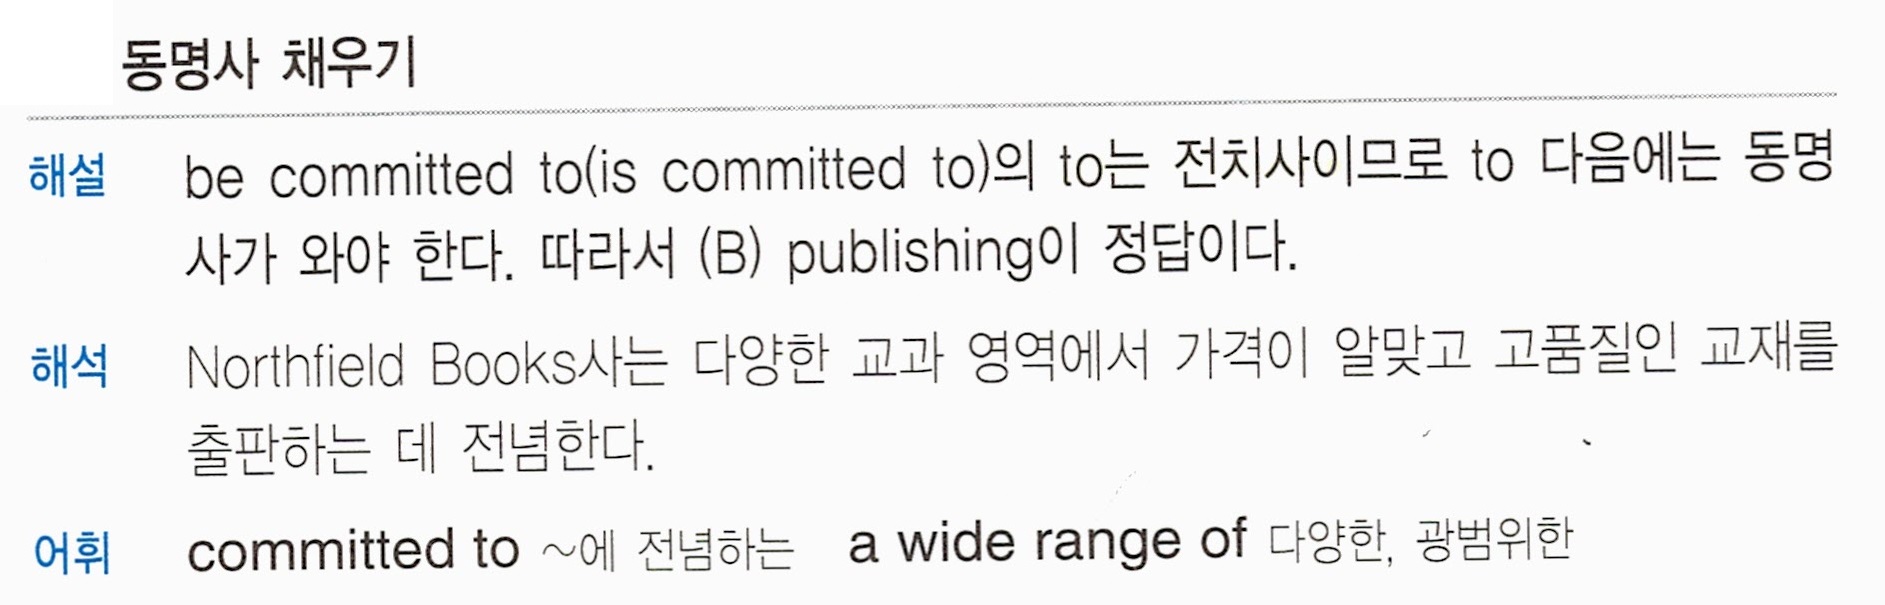 동명사 채우기
해설 be committed to(is committed to)의 to는 전치사이므로 to 다음에는 동명
사가 와야 한다. 따라서 (B) publishing이 정답이다.
해석 Northfield Books사는 다양한 교과 영역에서 가격이 알맞고 고품질인 교재를
출판하는 데 전념한다.
어휘 committed to ~에 전념하는 a wide range of 다양한, 광범위한